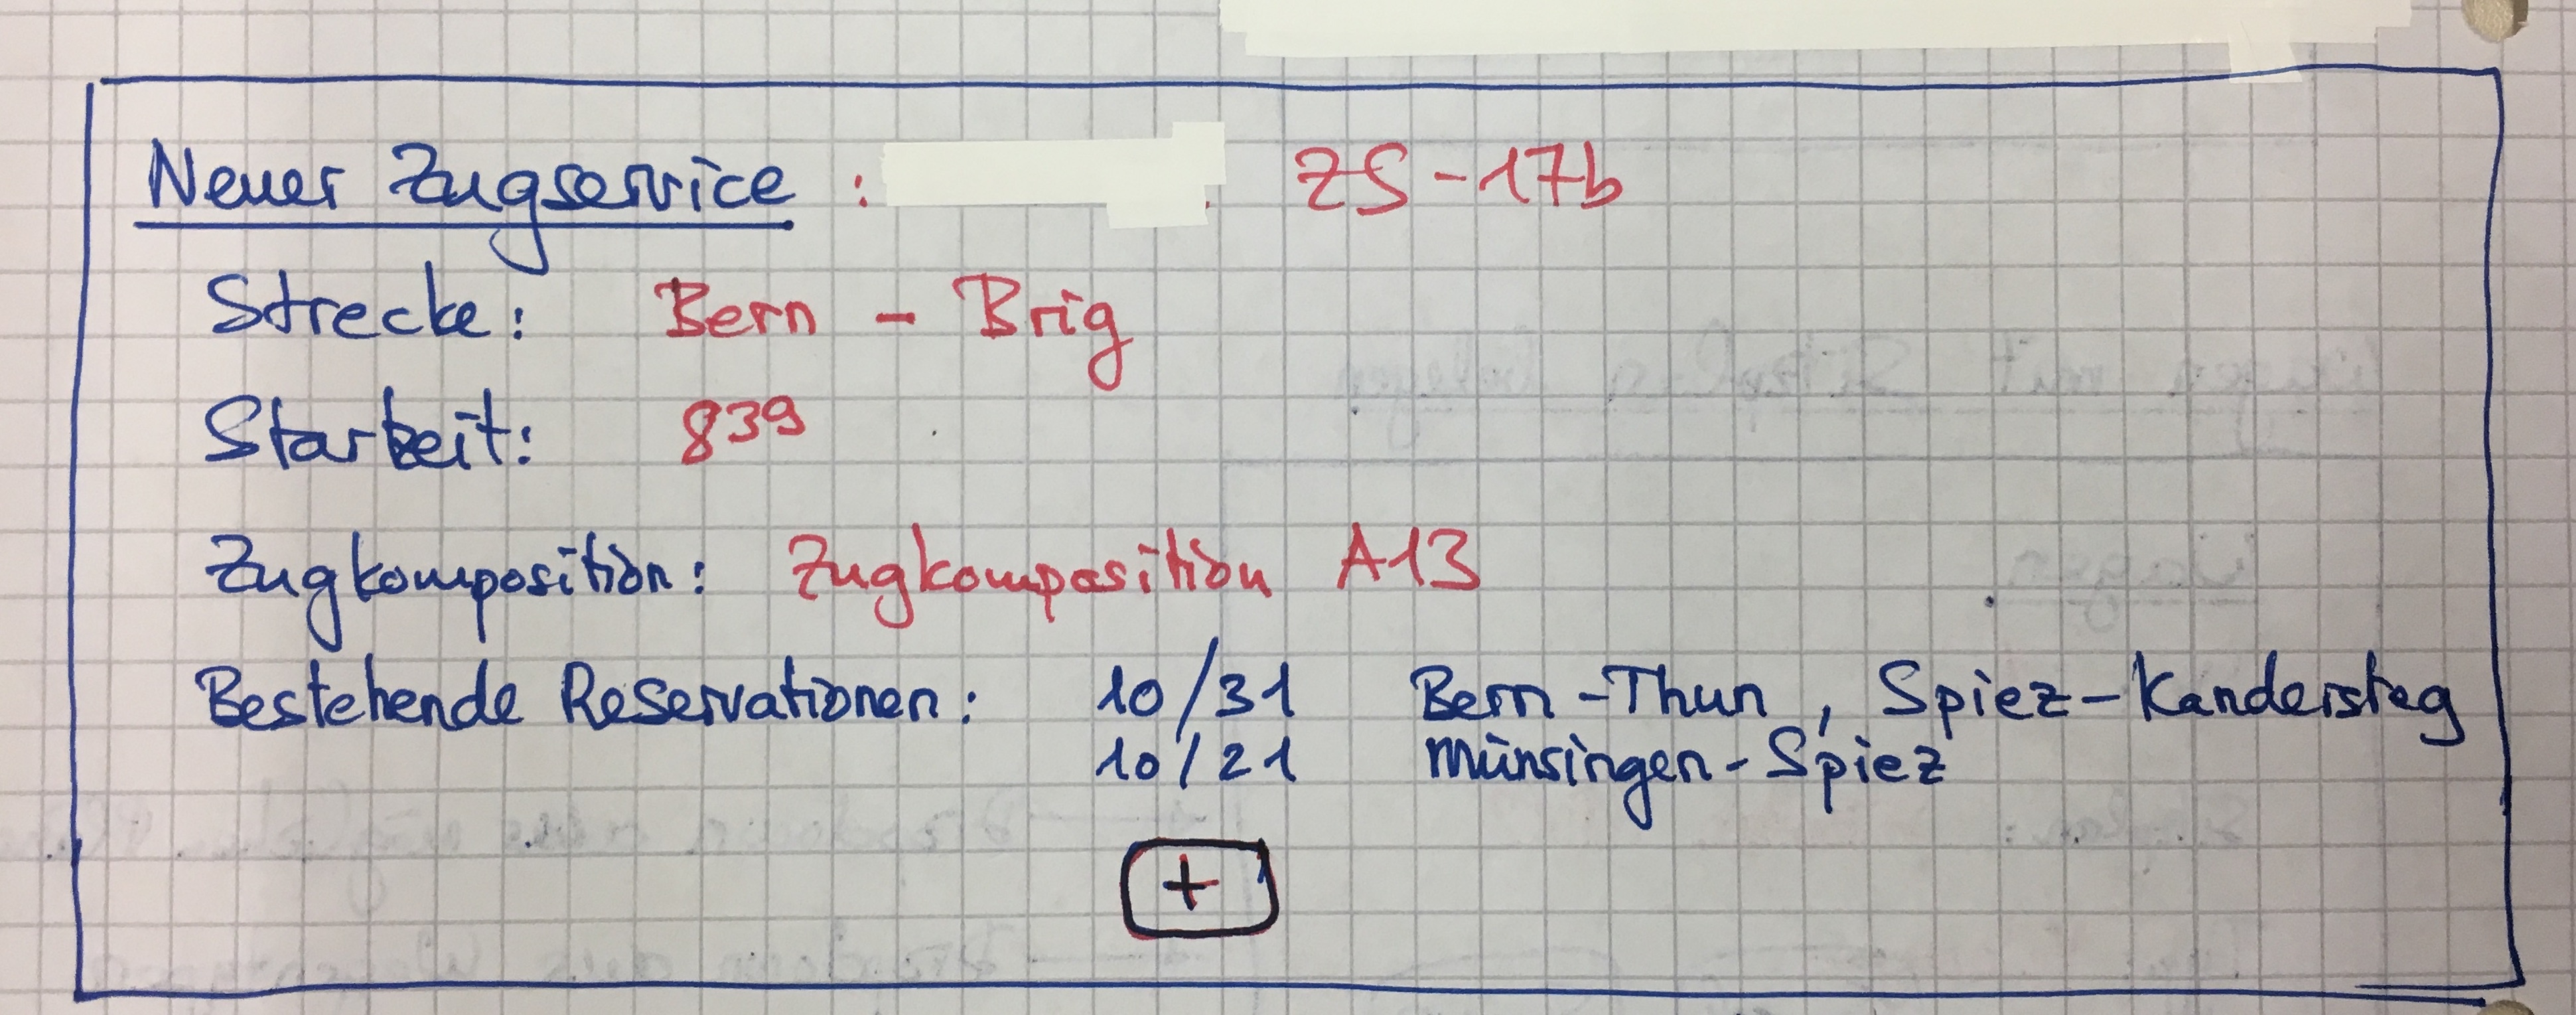 Neuer Zugservice : ZS-17b
Strecke: Bern - Brig
Startzeit: 8³⁹
Zugkomposition: Zugkomposition A13
Bestehende Reservationen: 10/31 Bern-Thun, Spiez-Kandersteg
10/21 Münsingen-Spiez
+